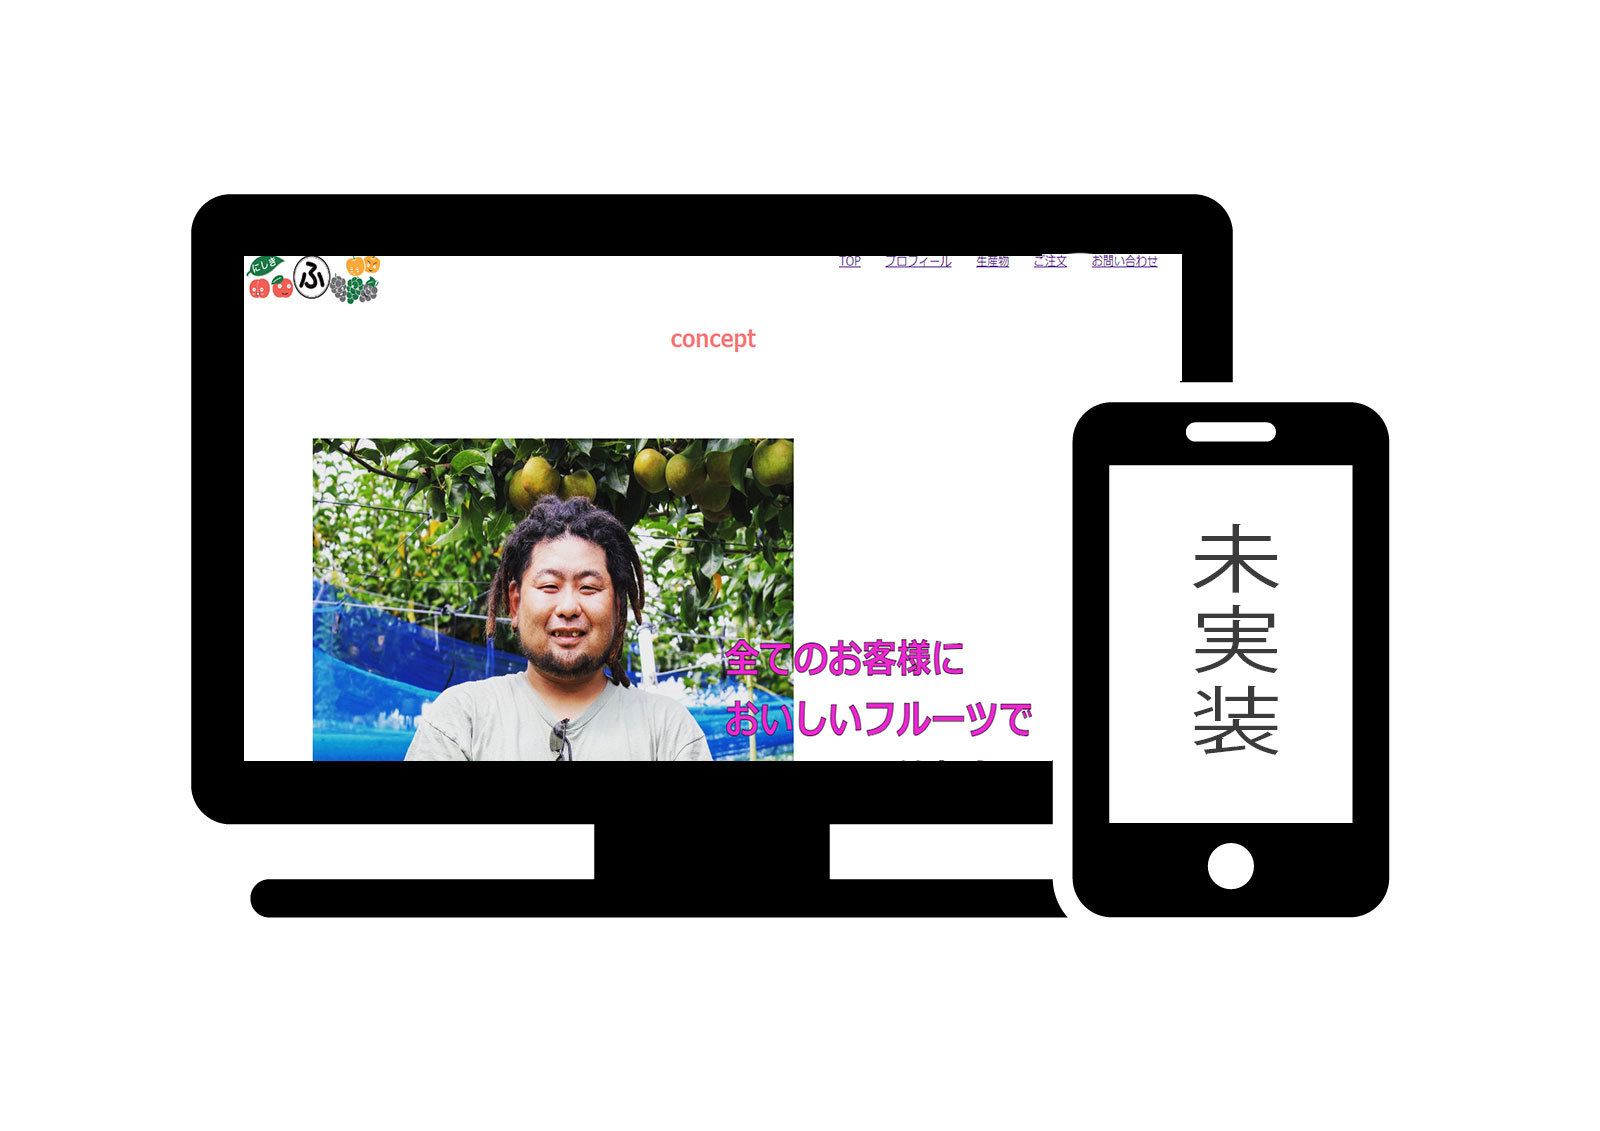 にしき
ふ
TOP プロフィール 生産物 ご注文 お問い合わせ
concept
全てのお客様に
おいしいフルーツで
未
実
装